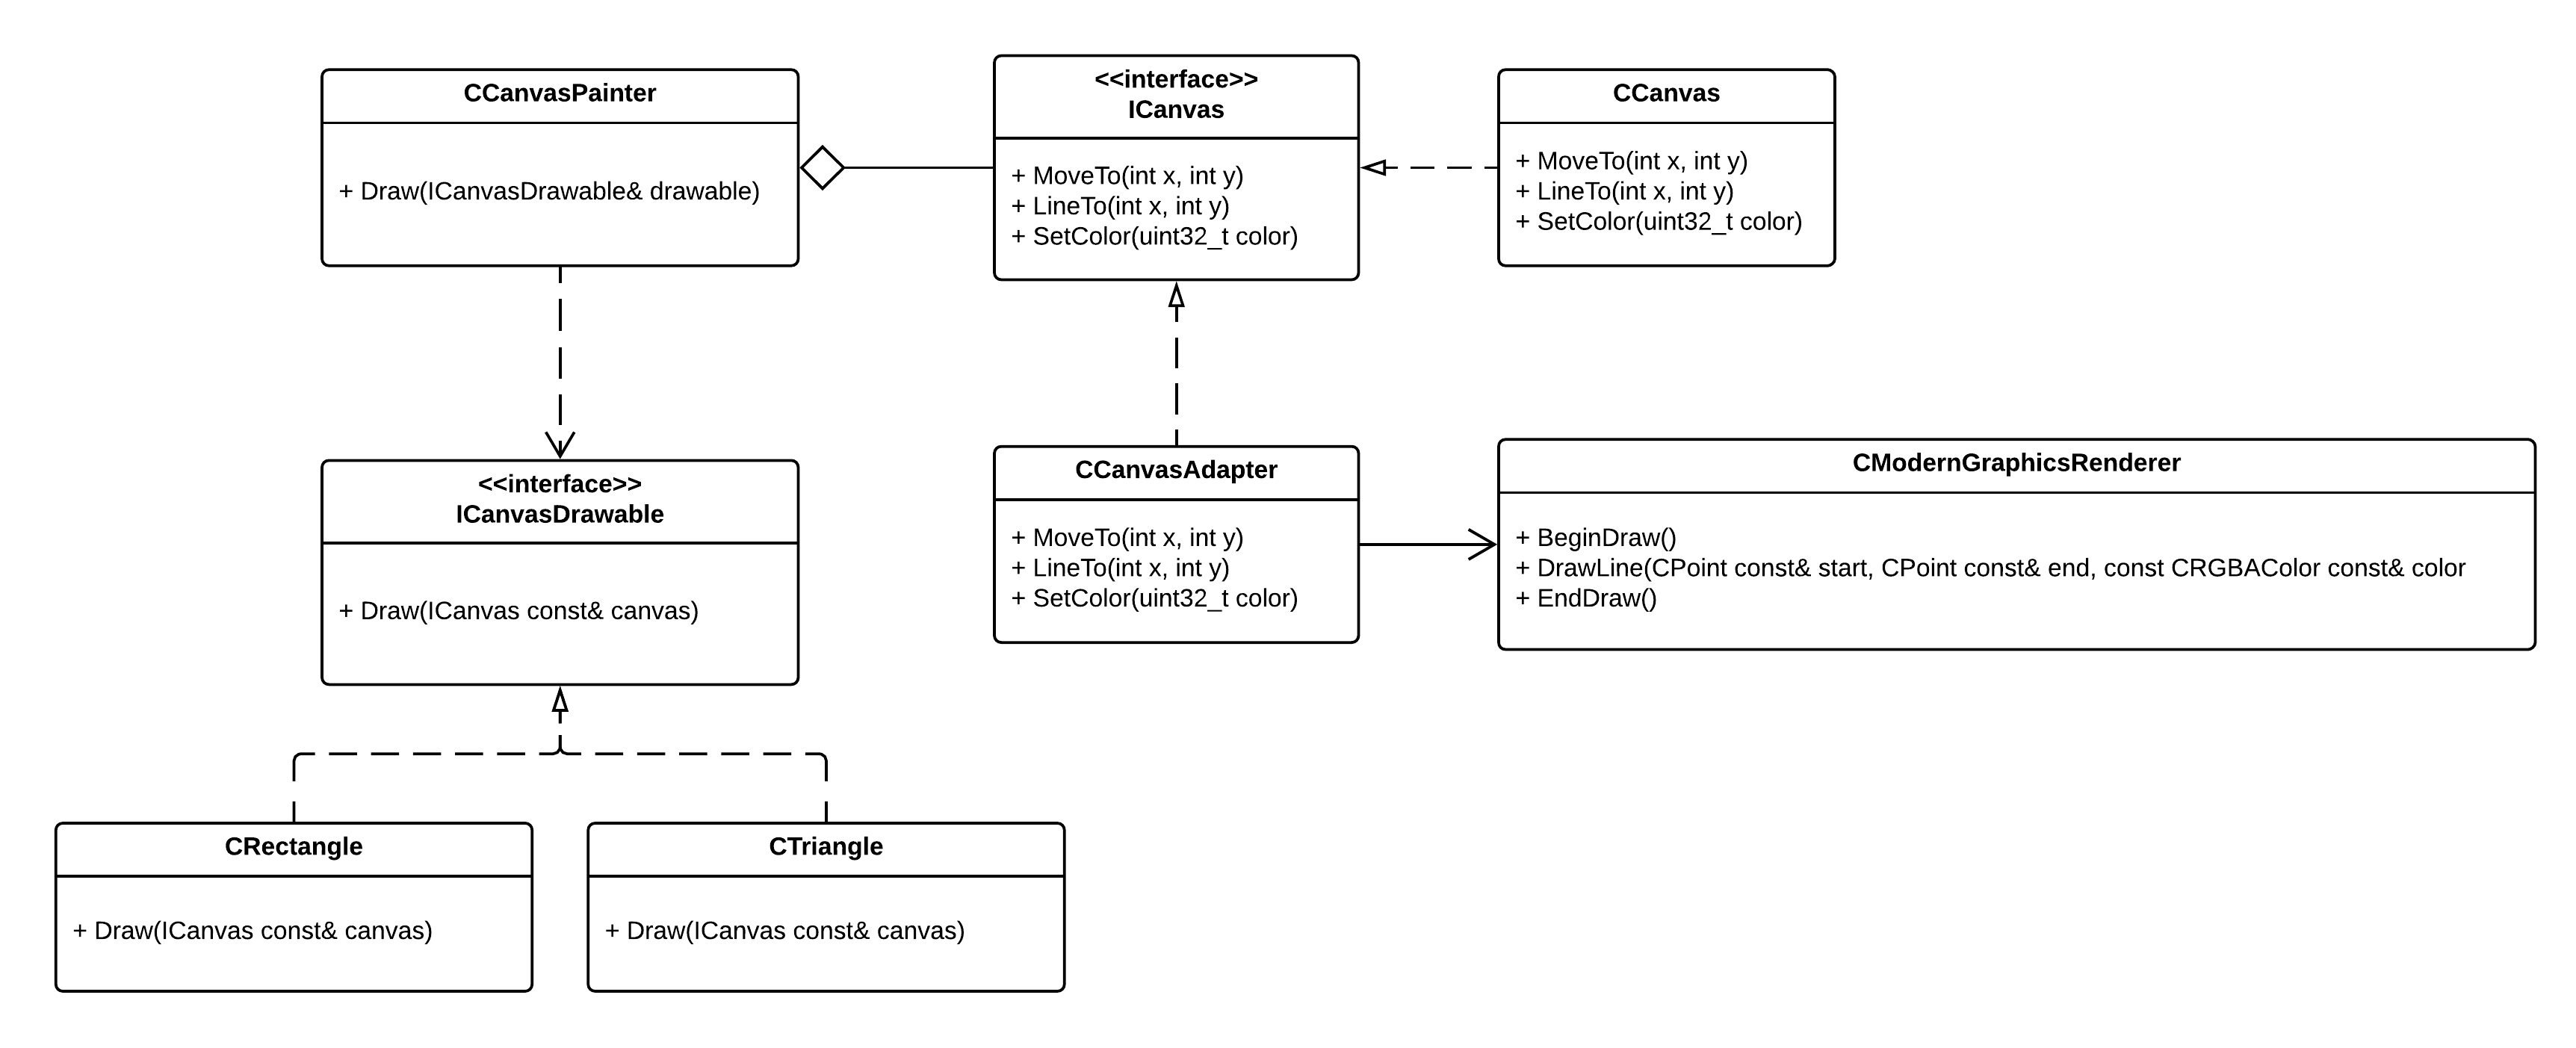 CCanvasPainter
+ Draw(ICanvasDrawable& drawable)
<<interface>>
ICanvas
+ MoveTo(int x, int y)
+ LineTo(int x, int y)
+ SetColor(uint32_t color)
CCanvas
+ MoveTo(int x, int y)
+ LineTo(int x, int y)
+ SetColor(uint32_t color)
<<interface>>
ICanvasDrawable
+ Draw(ICanvas const& canvas)
CCanvasAdapter
+ MoveTo(int x, int y)
+ LineTo(int x, int y)
+ SetColor(uint32_t color)
CModernGraphicsRenderer
+ BeginDraw()
+ DrawLine(CPoint const& start, CPoint const& end, const CRGBAColor const& color
+ EndDraw()
CRectangle
+ Draw(ICanvas const& canvas)
CTriangle
+ Draw(ICanvas const& canvas)